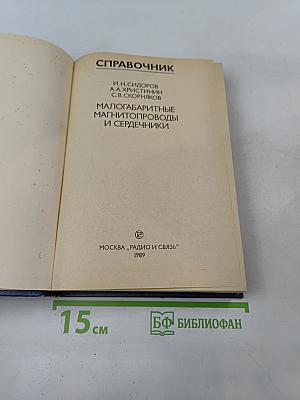 СПРАВОЧНИК
И.Н.СИДОРОВ
А.А.ХРИСТИНИН
С.В.СКОРНЯКОВ
МАЛОГАБАРИТНЫЕ
МАГНИТОПРОВОДЫ
И СЕРДЕЧНИКИ
МОСКВА „РАДИО И СВЯЗЬ"
1989
15 см
БФ БИБЛИОФАН